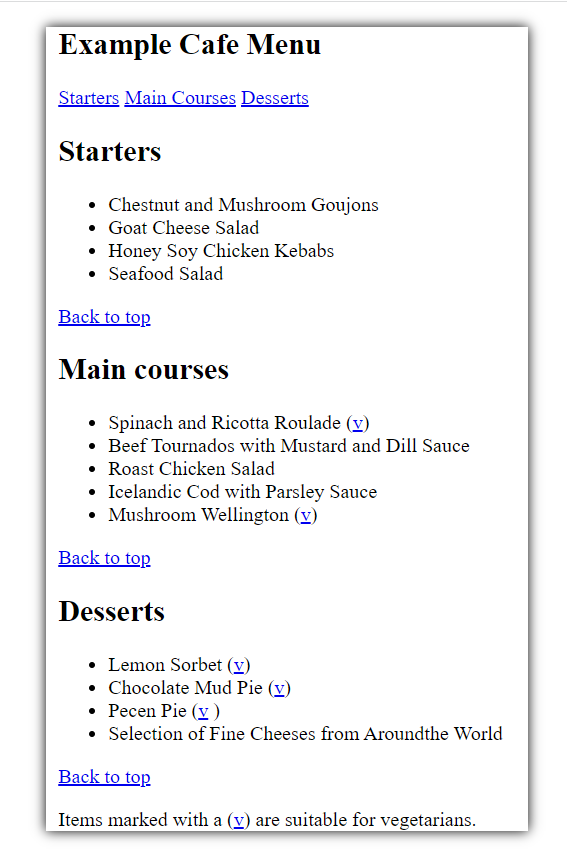 Example Cafe Menu
Starters Main Courses Desserts
Starters
• Chestnut and Mushroom Goujons
• Goat Cheese Salad
• Honey Soy Chicken Kebabs
• Seafood Salad
Back to top
Main courses
• Spinach and Ricotta Roulade (v)
• Beef Tournados with Mustard and Dill Sauce
• Roast Chicken Salad
• Icelandic Cod with Parsley Sauce
• Mushroom Wellington (v)
Back to top
Desserts
• Lemon Sorbet (v)
• Chocolate Mud Pie (v)
• Pecen Pie (v )
• Selection of Fine Cheeses from Aroundthe World
Back to top
Items marked with a (v) are suitable for vegetarians.